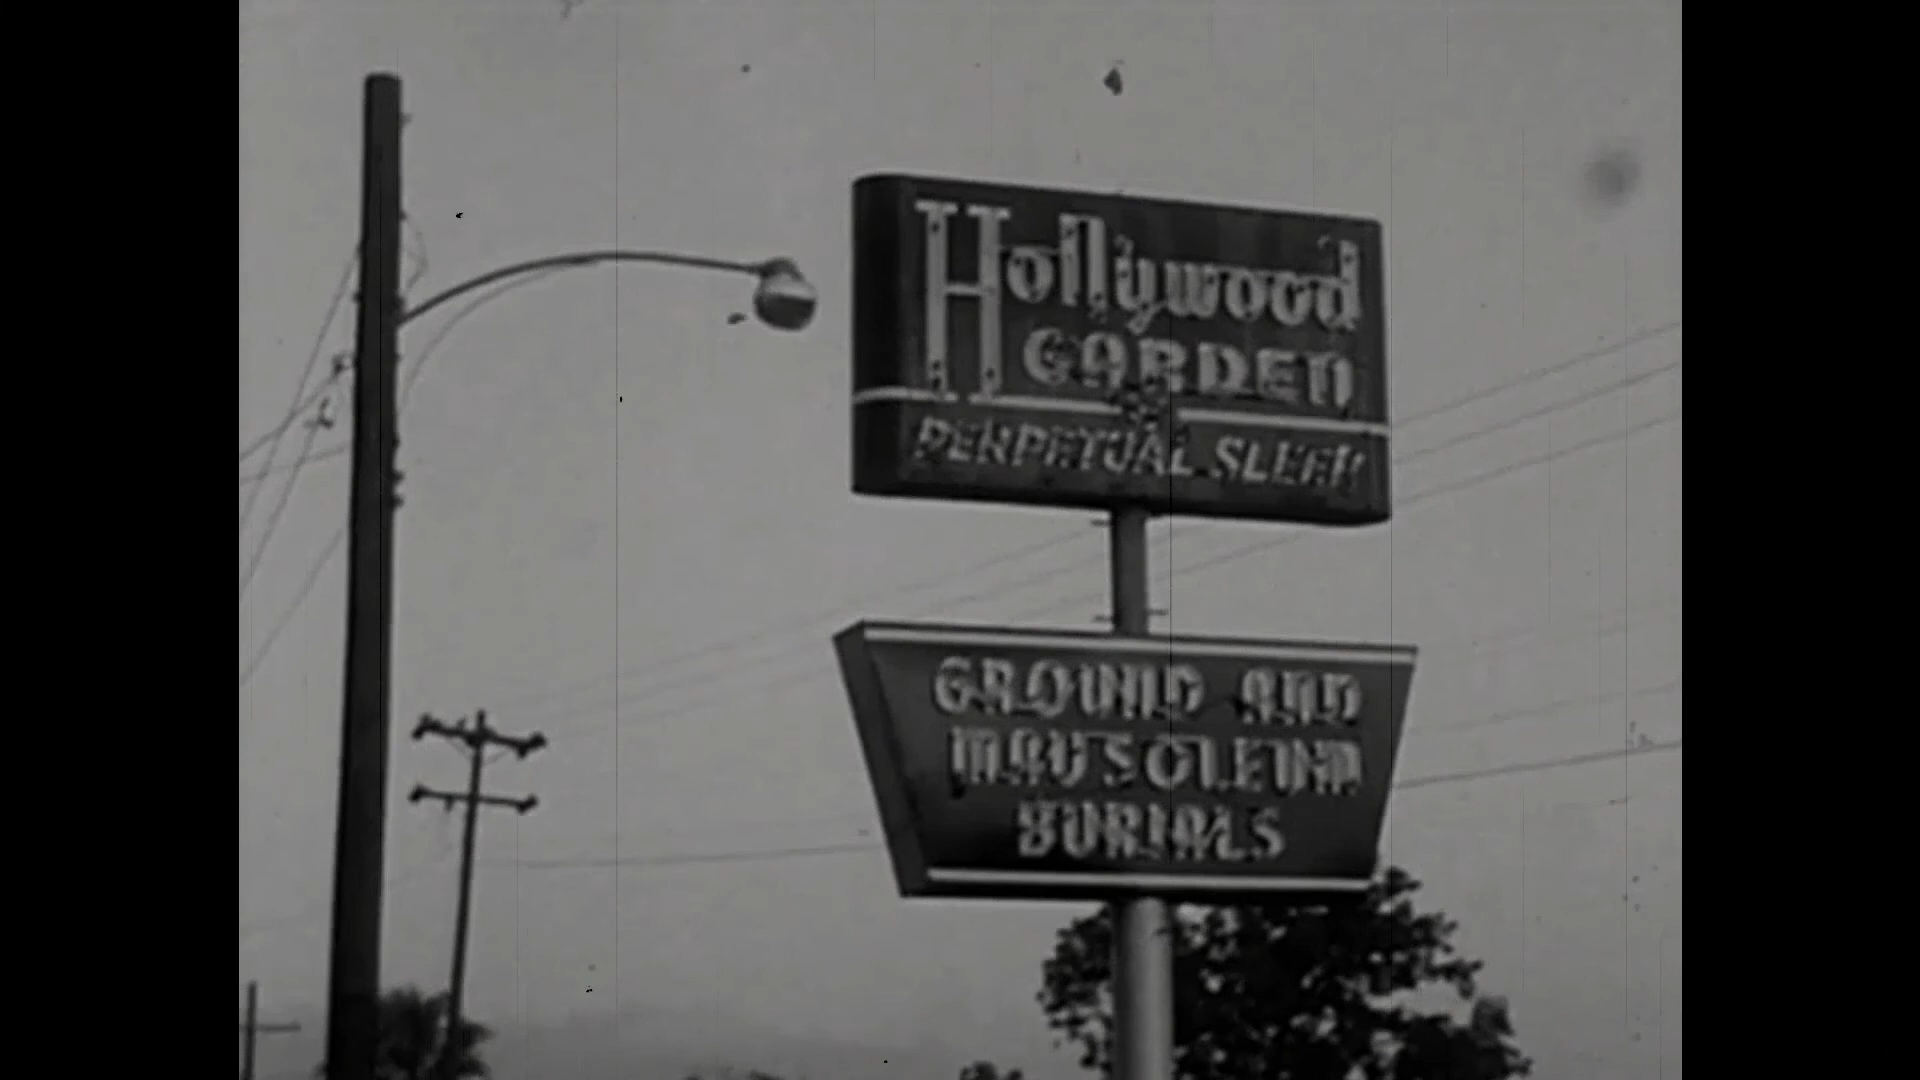 Hollywood
GARDEN
PERPETUAL SLEEP
GROUND AND
MAUSOLEUM
BURIALS